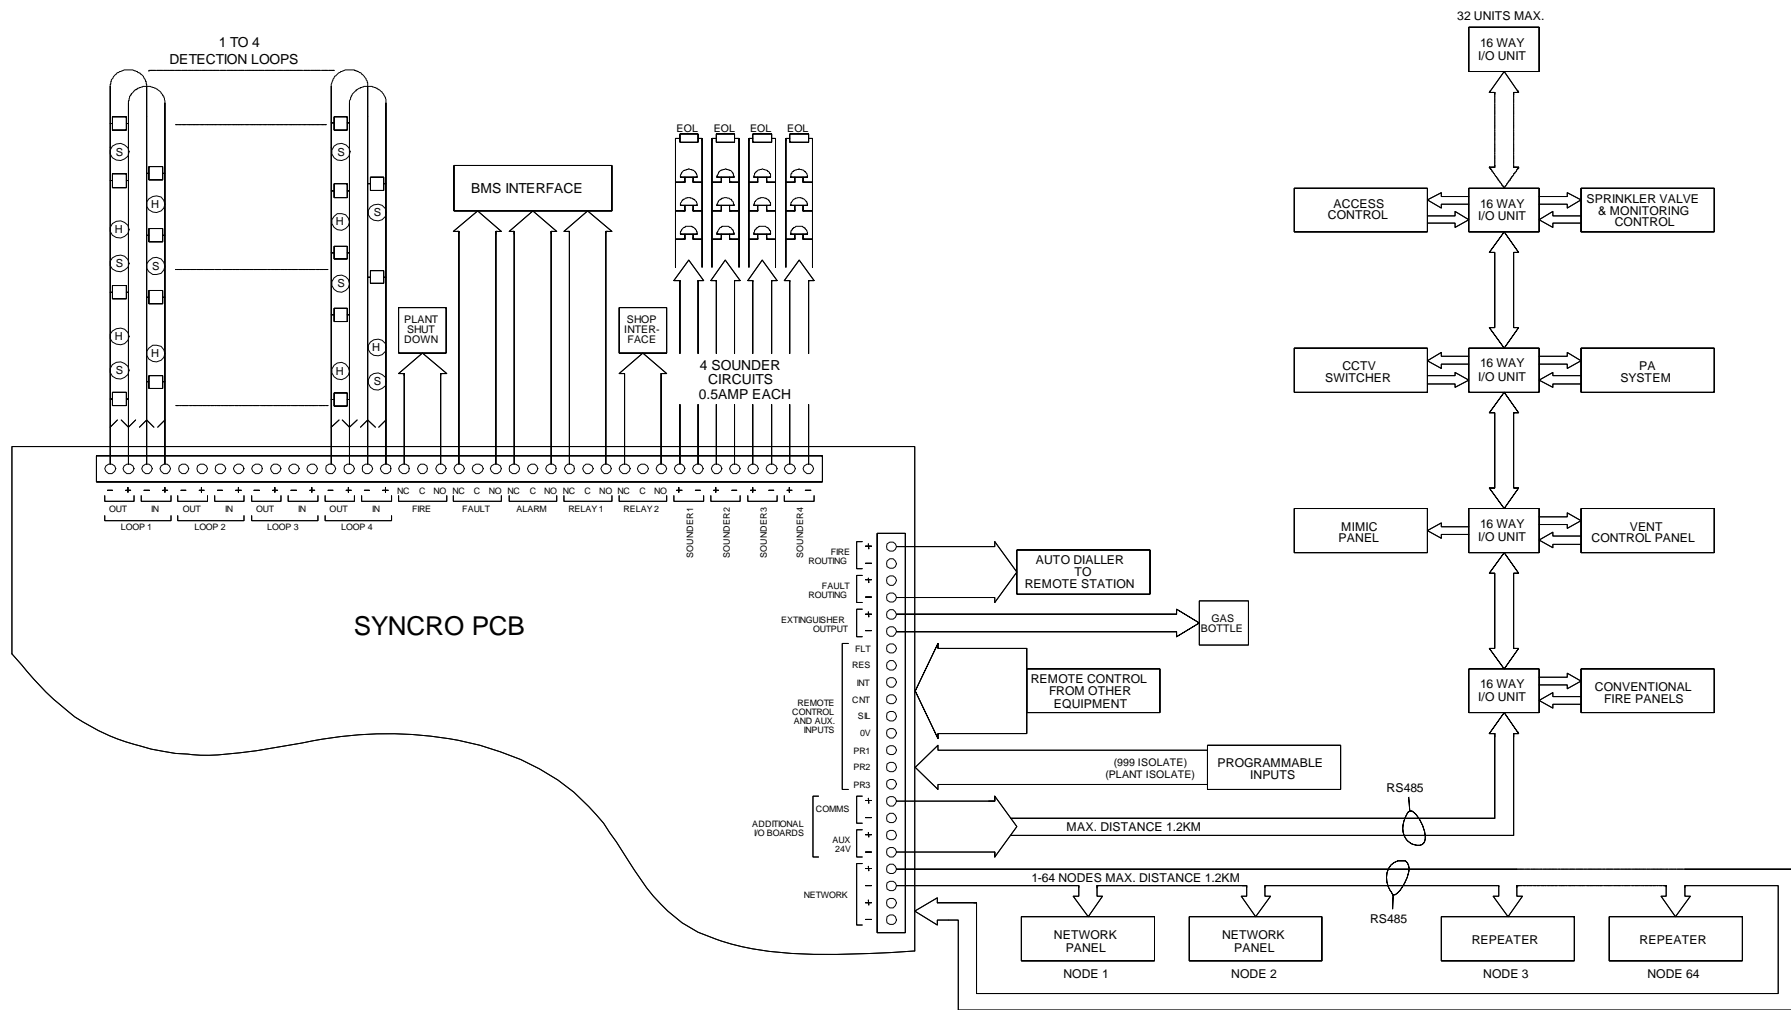 32 UNITS MAX.
16 WAY
I/O UNIT
1 TO 4
DETECTION LOOPS
S
H
S
H
S
H
S
H
S
H
S
H
S
H
S
EOL EOL EOL EOL
BMS INTERFACE
PLANT
SHUT
DOWN
SHOP
INTER-
FACE
4 SOUNDER
CIRCUITS
0.5AMP EACH
ACCESS
CONTROL
16 WAY
I/O UNIT
SPRINKLER VALVE
& MONITORING
CONTROL
CCTV
SWITCHER
16 WAY
I/O UNIT
PA
SYSTEM
MIMIC
PANEL
16 WAY
I/O UNIT
VENT
CONTROL PANEL
16 WAY
I/O UNIT
CONVENTIONAL
FIRE PANELS
− + − + − + − + − + − + − + − + NC C NO NC C NO NC C NO NC C NO NC C NO + − + − + − + −
OUT IN OUT IN OUT IN OUT IN FIRE FAULT ALARM RELAY 1 RELAY 2
LOOP 1 LOOP 2 LOOP 3 LOOP 4
SOUNDER1
SOUNDER2
SOUNDER3
SOUNDER4
SYNCRO PCB
FIRE
ROUTING
+
−
FAULT
ROUTING
+
−
EXTINGUISHER
OUTPUT
+
−
REMOTE
CONTROL
AND AUX.
INPUTS
FLT
RES
INT
CNT
SIL
0V
PR1
PR2
PR3
ADDITIONAL
I/O BOARDS
COMMS
+
−
AUX
24V
+
−
NETWORK
+
−
+
−
AUTO DIALLER
TO
REMOTE STATION
GAS
BOTTLE
REMOTE CONTROL
FROM OTHER
EQUIPMENT
(999 ISOLATE)
(PLANT ISOLATE)
PROGRAMMABLE
INPUTS
RS485
MAX. DISTANCE 1.2KM
1-64 NODES MAX. DISTANCE 1.2KM
RS485
NETWORK
PANEL
NODE 1
NETWORK
PANEL
NODE 2
REPEATER
NODE 3
REPEATER
NODE 64